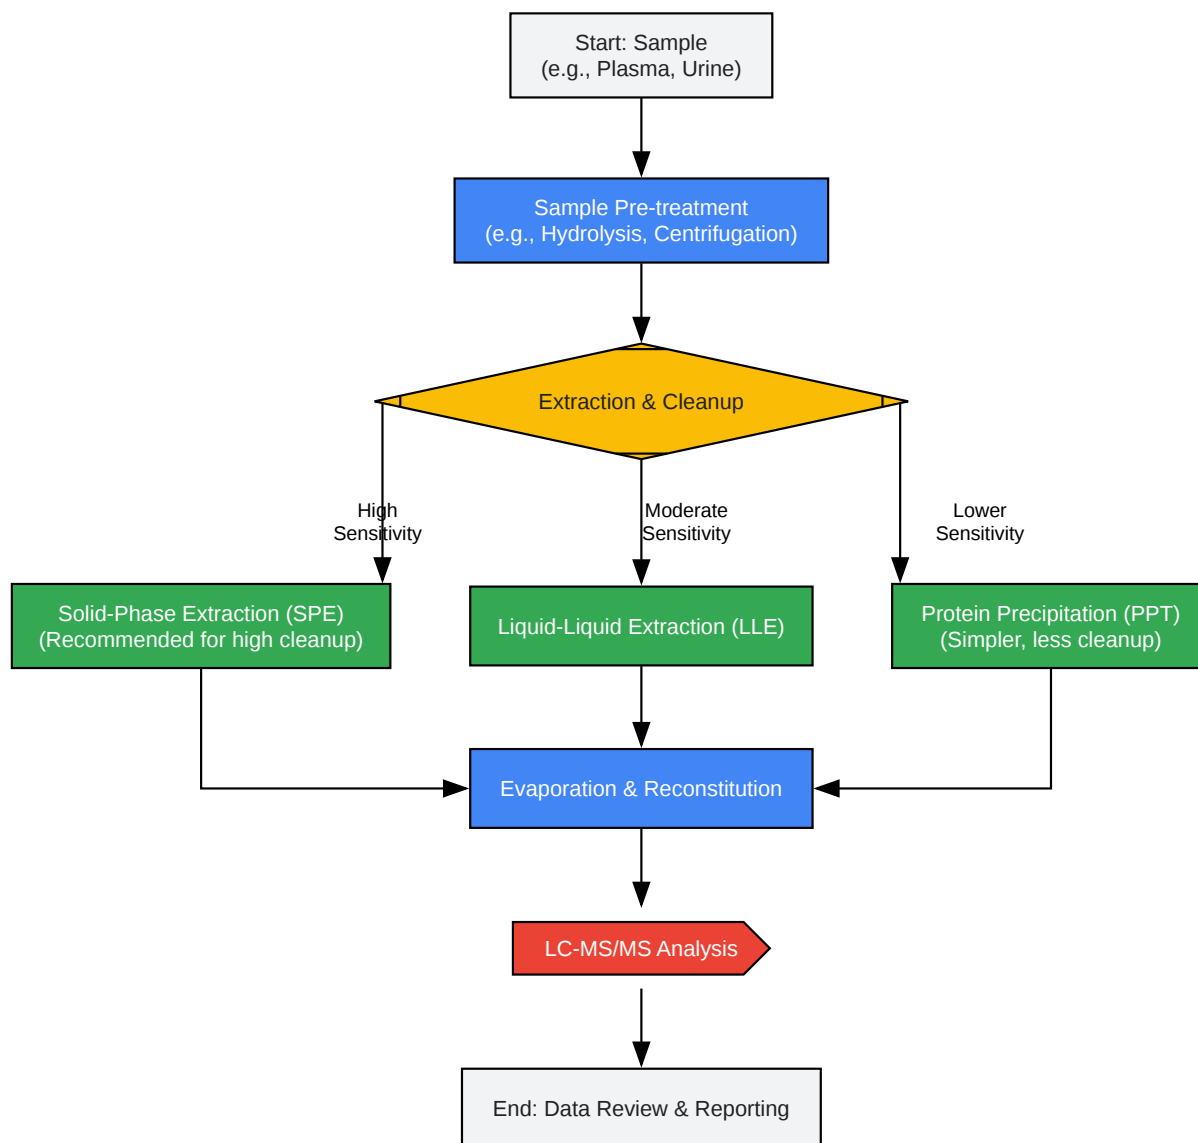 Start: Sample
(e.g., Plasma, Urine)
Sample Pre-treatment
(e.g., Hydrolysis, Centrifugation)
Extraction & Cleanup
High
Sensitivity
Moderate
Sensitivity
Lower
Sensitivity
Solid-Phase Extraction (SPE)
(Recommended for high cleanup)
Liquid-Liquid Extraction (LLE)
Protein Precipitation (PPT)
(Simpler, less cleanup)
Evaporation & Reconstitution
LC-MS/MS Analysis
End: Data Review & Reporting